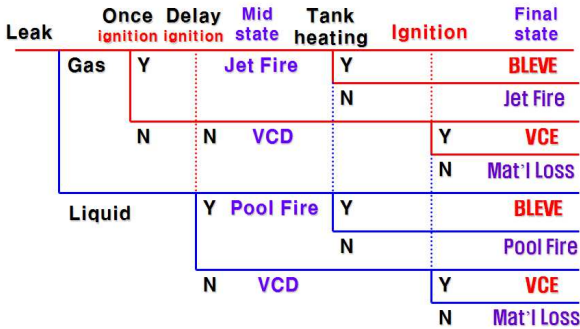 Leak Once ignition Delay ignition Mid state Tank heating Ignition Final state
Gas Y Jet Fire Y BLEVE
N Jet Fire
N N VCD Y VCE
N Mat'l Loss
Liquid Y Pool Fire Y BLEVE
N Pool Fire
N VCD Y VCE
N Mat'l Loss